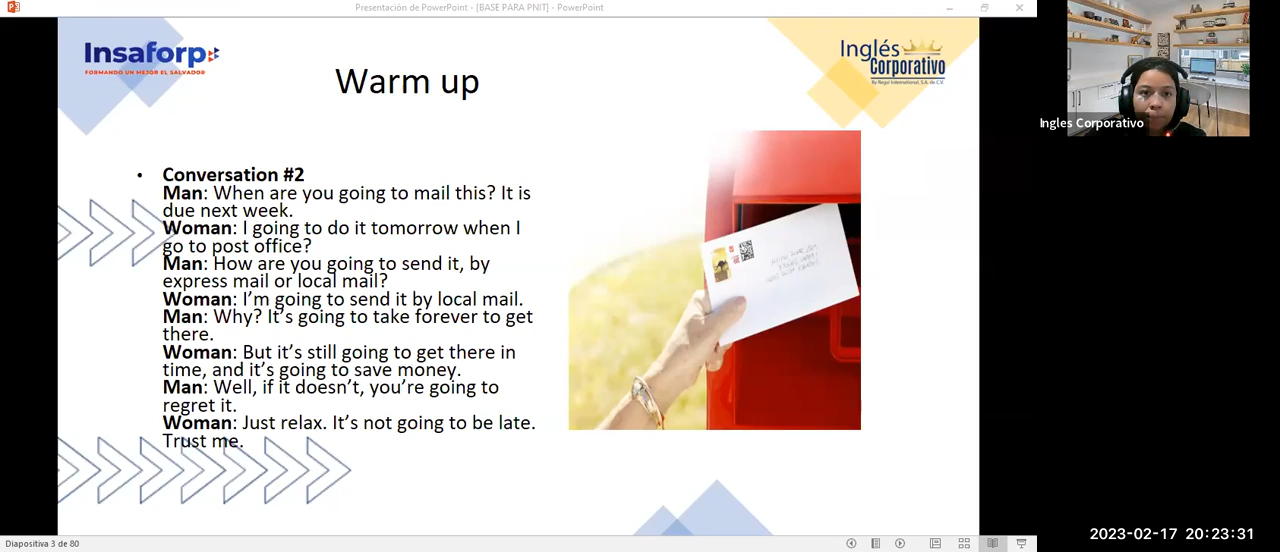 Presentación de PowerPoint - [BASE PARA PNIT] - PowerPoint
Insaforp
FORMANDO UN MEJOR EL SALVADOR
Inglés
Corporativo
By Regal International, S.A. de C.V.
Warm up
• Conversation #2
Man: When are you going to mail this? It is
due next week.
Woman: I going to do it tomorrow when I
go to post office?
Man: How are you going to send it, by
express mail or local mail?
Woman: I'm going to send it by local mail.
Man: Why? It's going to take forever to get
there.
Woman: But it's still going to get there in
time, and it's going to save money.
Man: Well, if it doesn't, you're going to
regret it.
Woman: Just relax. It's not going to be late.
Trust me.
Ingles Corporativo
Diapositiva 3 de 80
2023-02-17 20:23:31